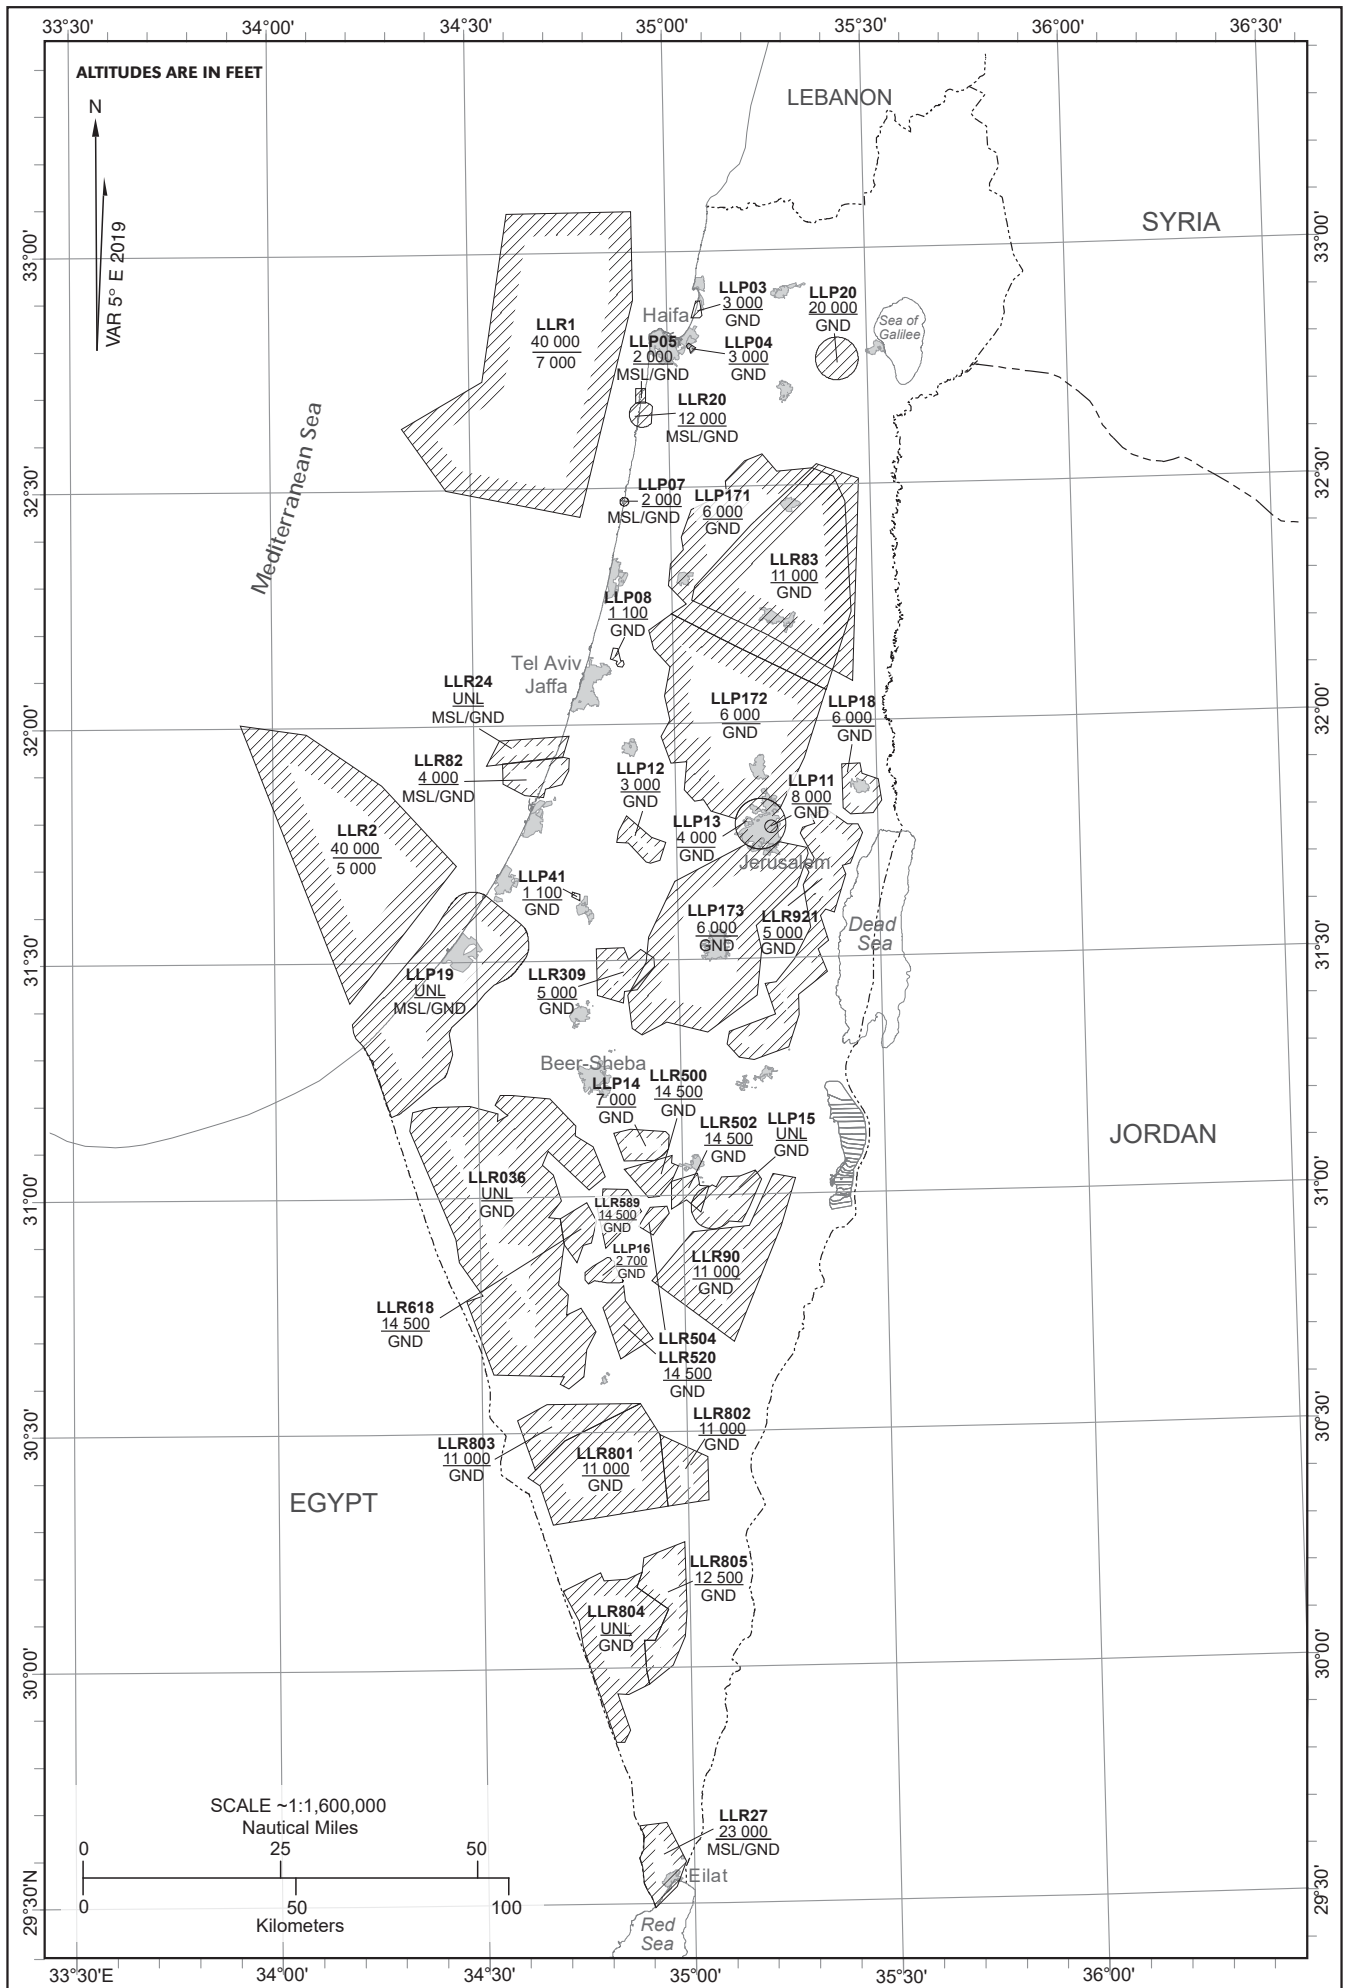 33°30'
34°00'
34°30'
35°00'
35°30'
36°00'
36°30'
ALTITUDES ARE IN FEET
N
VAR 5° E 2019
LEBANON
SYRIA
33°00'
33°00'
LLR1
40 000
7 000
Haifa
LLP03
3 000
GND
LLP20
20 000
GND
Sea of
Galilee
LLP05
2 000
MSL/GND
LLP04
3 000
GND
LLR20
12 000
MSL/GND
Mediterranean Sea
32°30'
32°30'
LLP07
2 000
MSL/GND
LLP171
6 000
GND
LLR83
11 000
GND
LLP08
1 100
GND
Tel Aviv
Jaffa
LLR24
UNL
MSL/GND
LLP172
6 000
GND
LLP18
6 000
GND
32°00'
32°00'
LLR82
4 000
MSL/GND
LLP12
3 000
GND
LLP11
8 000
GND
LLR2
40 000
5 000
LLP13
4 000
GND
Jerusalem
LLP41
1 100
GND
LLP173
6 000
GND
LLR921
5 000
GND
Dead
Sea
31°30'
31°30'
LLP19
UNL
MSL/GND
LLR309
5 000
GND
Beer-Sheba
LLP14
7 000
GND
LLR500
14 500
GND
LLR502
14 500
GND
LLP15
UNL
GND
JORDAN
31°00'
31°00'
LLR036
UNL
GND
LLR589
14 500
GND
LLP16
2 700
GND
LLR90
11 000
GND
LLR618
14 500
GND
LLR504
LLR520
14 500
GND
30°30'
30°30'
LLR802
11 000
GND
LLR803
11 000
GND
LLR801
11 000
GND
EGYPT
LLR805
12 500
GND
LLR804
UNL
GND
30°00'
30°00'
SCALE ~1:1,600,000
Nautical Miles
0
25
50
0
50
100
Kilometers
LLR27
23 000
MSL/GND
Eilat
29°30'N
29°30'
Red
Sea
33°30'E
34°00'
34°30'
35°00'
35°30'
36°00'